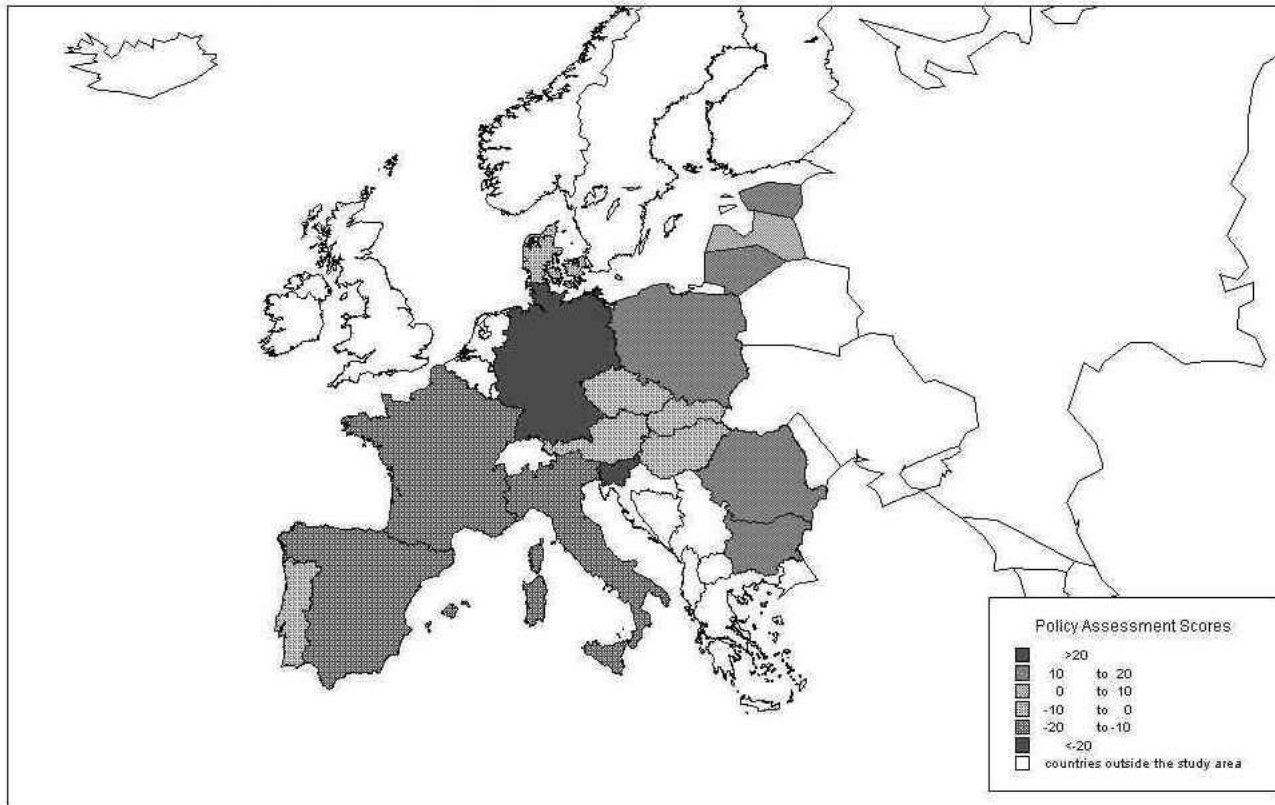 Policy Assessment Scores
>20
10 to 20
0 to 10
-10 to 0
-20 to -10
<-20
countries outside the study area